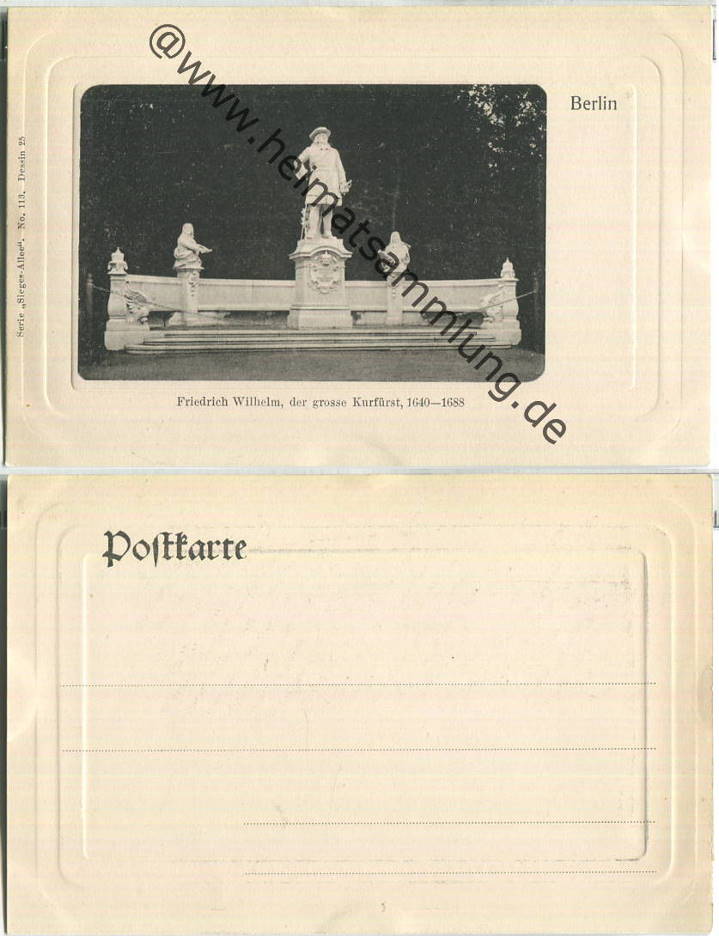 Berlin
Serie „Sieges-Allee“. No. 113. Dessin 25
@www.heimatsammlung.de
Friedrich Wilhelm, der grosse Kurfürst, 1640—1688
Postkarte